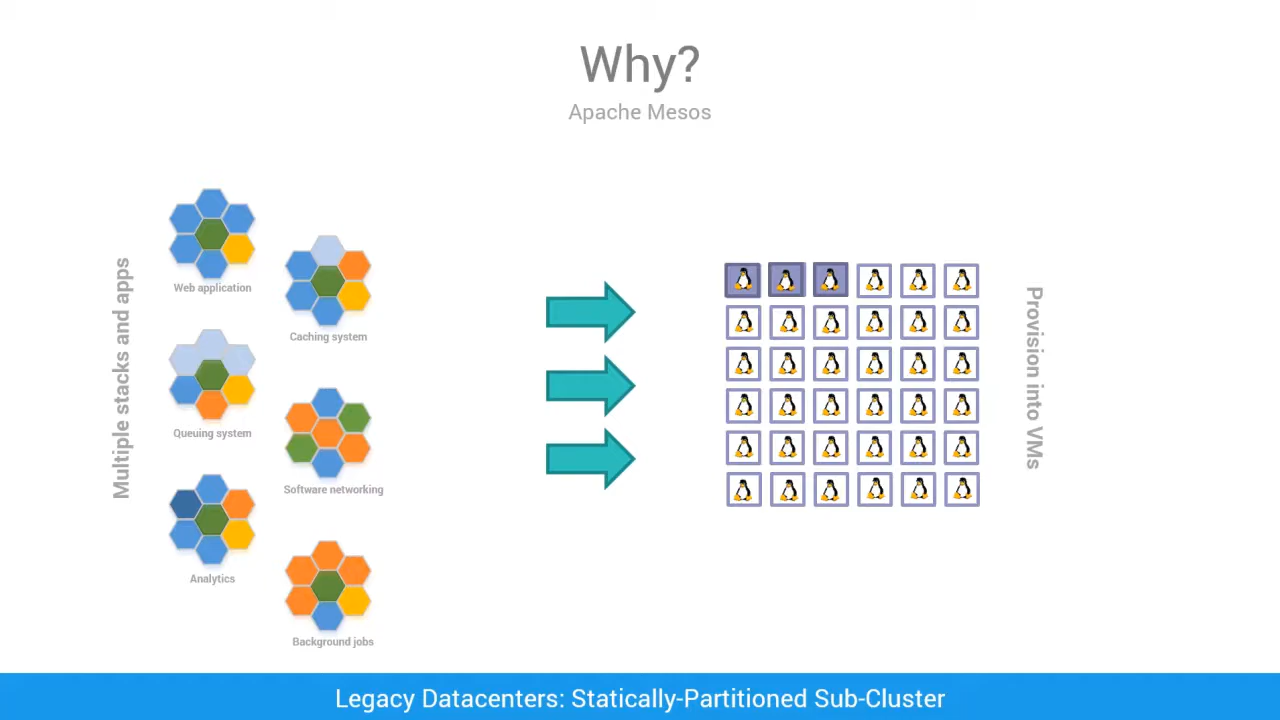 Why?
Apache Mesos
Multiple stacks and apps
Web application
Caching system
Queuing system
Software networking
Analytics
Background jobs
Provision into VMs
Legacy Datacenters: Statically-Partitioned Sub-Cluster